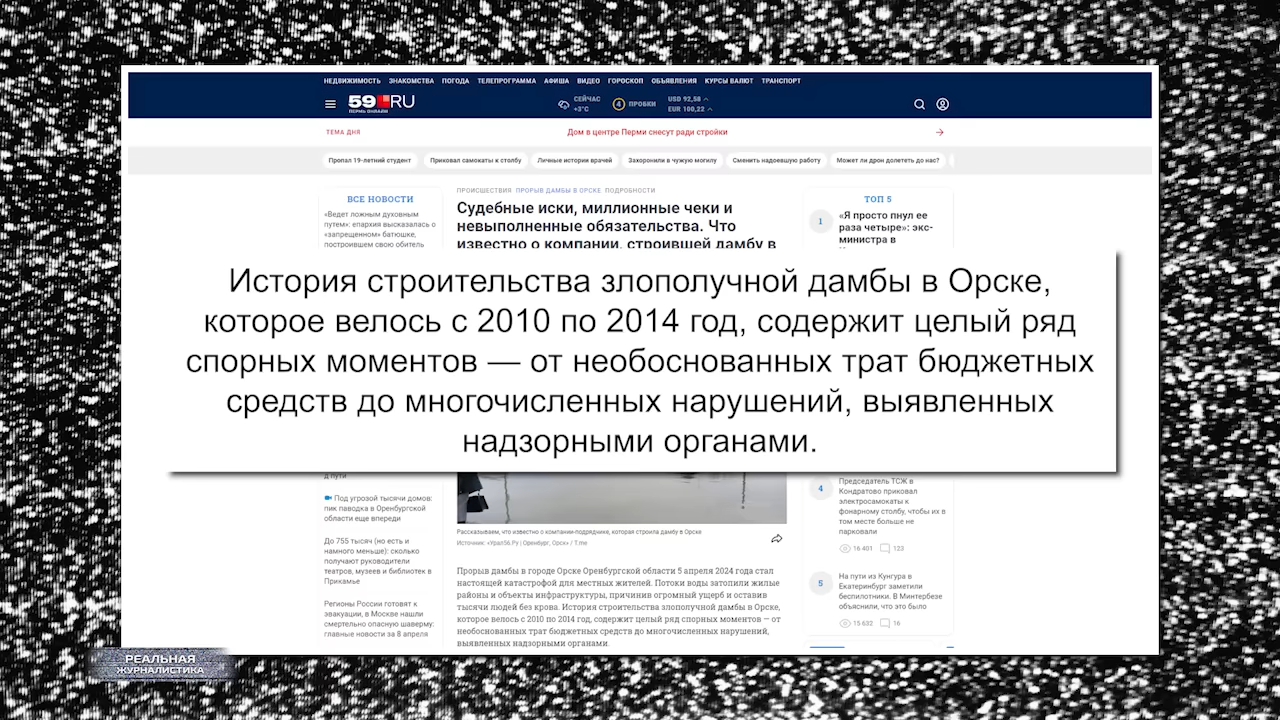 НЕДВИЖИМОСТЬ ЗНАКОМСТВА ПОГОДА ТЕЛЕПРОГРАММА АФИША ВИДЕО ГОРОСКОП ОБЪЯВЛЕНИЯ КУРСЫ ВАЛЮТ ТРАНСПОРТ
59 RU
ПЕРМЬ ОНЛАЙН
СЕЙЧАС
+3°C
4 ПРОБКИ
USD 92,58
EUR 100,22
ТЕМА ДНЯ
Дом в центре Перми снесут ради стройки
Пропал 19-летний студент
Приковал самокаты к столбу
Личные истории врачей
Захоронили в чужую могилу
Сменить надоевшую работу
Может ли дрон долететь до нас?
ВСЕ НОВОСТИ
«Ведет ложным духовным
путем»: епархия высказалась о
«запрещенном» батюшке,
построившем свою обитель
ПРОИСШЕСТВИЯ ПРОРЫВ ДАМБЫ В ОРСКЕ ПОДРОБНОСТИ
Судебные иски, миллионные чеки и
невыполненные обязательства. Что
известно о компании, строившей дамбу в
ТОП 5
1
«Я просто пнул ее
раза четыре»: экс-
министра в
История строительства злополучной дамбы в Орске,
которое велось с 2010 по 2014 год, содержит целый ряд
спорных моментов — от необоснованных трат бюджетных
средств до многочисленных нарушений, выявленных
надзорными органами.
д пути
Под угрозой тысячи домов:
пик паводка в Оренбургской
области еще впереди
До 755 тысяч (но есть и
намного меньше): сколько
получают руководители
театров, музеев и библиотек в
Прикамье
Регионы России готовят к
эвакуации, в Москве нашли
смертельно опасную шаверму:
главные новости за 8 апреля
Рассказываем, что известно о компании-подрядчике, которая строила дамбу в Орске
Источник: «Урал56.Ру | Оренбург, Орск» / T.me
Прорыв дамбы в городе Орске Оренбургской области 5 апреля 2024 года стал
настоящей катастрофой для местных жителей. Потоки воды затопили жилые
районы и объекты инфраструктуры, причинив огромный ущерб и оставив
тысячи людей без крова. История строительства злополучной дамбы в Орске,
которое велось с 2010 по 2014 год, содержит целый ряд спорных моментов — от
необоснованных трат бюджетных средств до многочисленных нарушений,
выявленных надзорными органами.
4
Председатель ТСЖ в
Кондратово приковал
электросамокаты к
фонарному столбу, чтобы их в
том месте больше не
парковали
16 401 123
5
На пути из Кунгура в
Екатеринбург заметили
беспилотники. В Минтербезе
объяснили, что это было
15 632 16
РЕАЛЬНАЯ
ЖУРНАЛИСТИКА